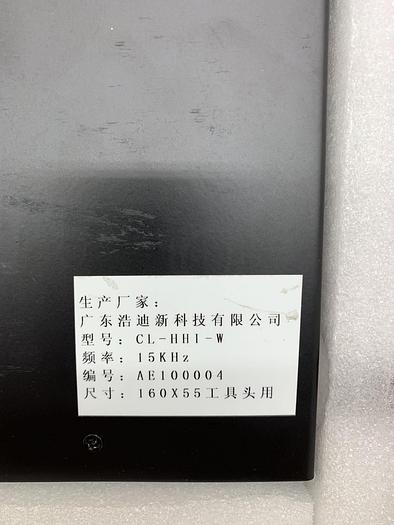 生产厂家:
广东浩迪新科技有限公司
型号: CL-HH1-W
频率: 15KHz
编号: AE100004
尺寸: 160X55工具头用